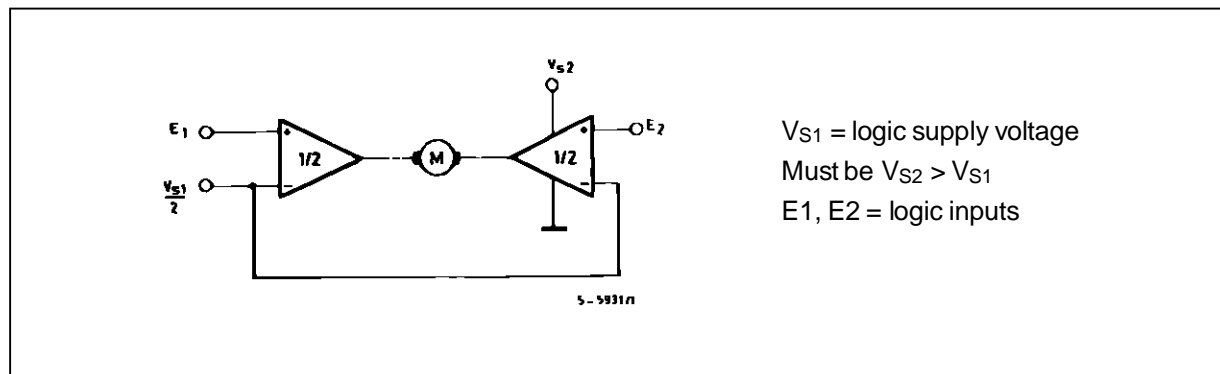 VS2
E1
+
1/2
M
1/2
+
E2
VS1
2
−
−
5-5931/1
VS1 = logic supply voltage
Must be VS2 > VS1
E1, E2 = logic inputs